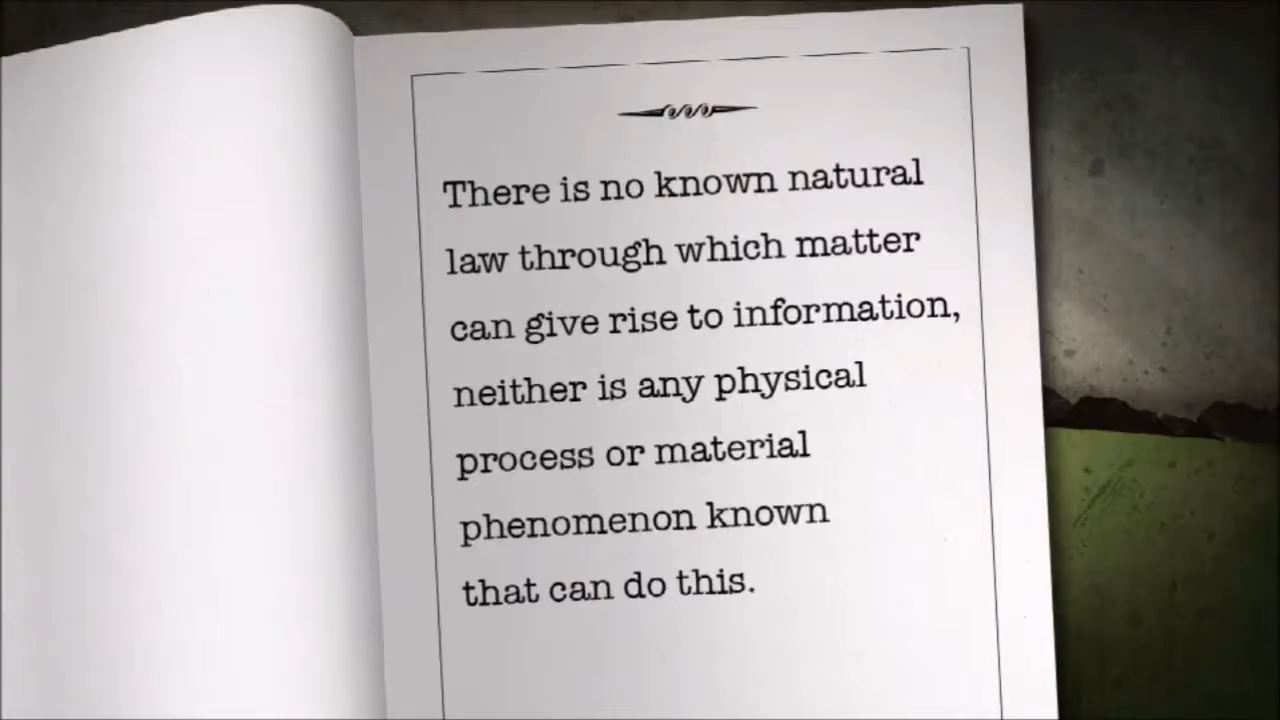 There is no known natural
law through which matter
can give rise to information,
neither is any physical
process or material
phenomenon known
that can do this.